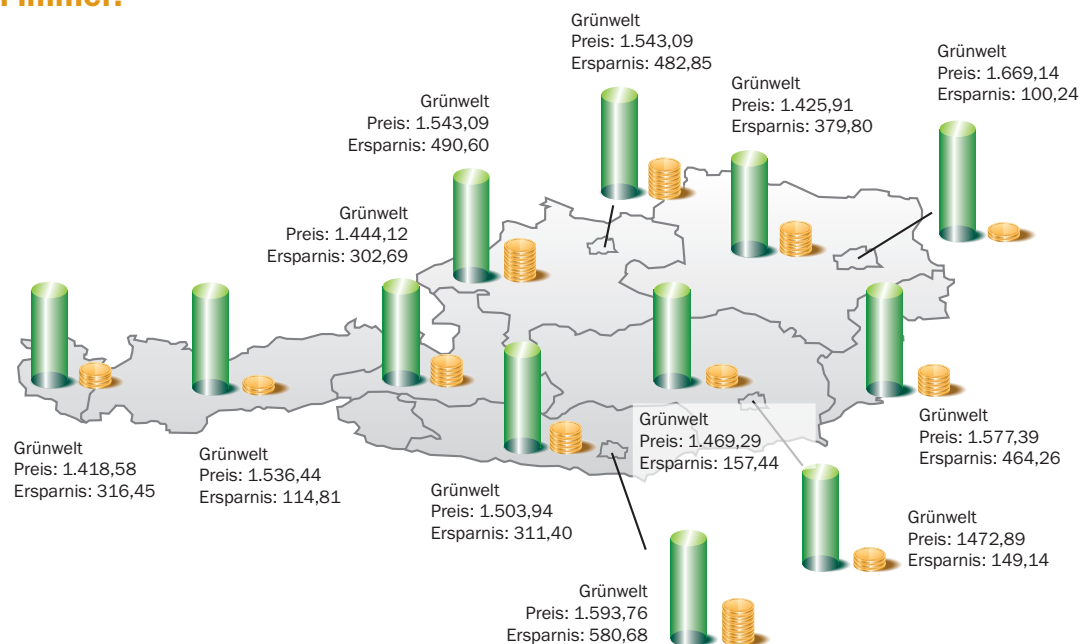 Grünwelt
Preis: 1.543,09
Ersparnis: 482,85
Grünwelt
Preis: 1.669,14
Ersparnis: 100,24
Grünwelt
Preis: 1.425,91
Ersparnis: 379,80
Grünwelt
Preis: 1.543,09
Ersparnis: 490,60
Grünwelt
Preis: 1.444,12
Ersparnis: 302,69
Grünwelt
Preis: 1.418,58
Ersparnis: 316,45
Grünwelt
Preis: 1.536,44
Ersparnis: 114,81
Grünwelt
Preis: 1.503,94
Ersparnis: 311,40
Grünwelt
Preis: 1.469,29
Ersparnis: 157,44
Grünwelt
Preis: 1.577,39
Ersparnis: 464,26
Grünwelt
Preis: 1472,89
Ersparnis: 149,14
Grünwelt
Preis: 1.593,76
Ersparnis: 580,68